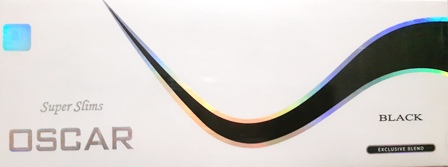 Super Slims
OSCAR
BLACK
EXCLUSIVE BLEND